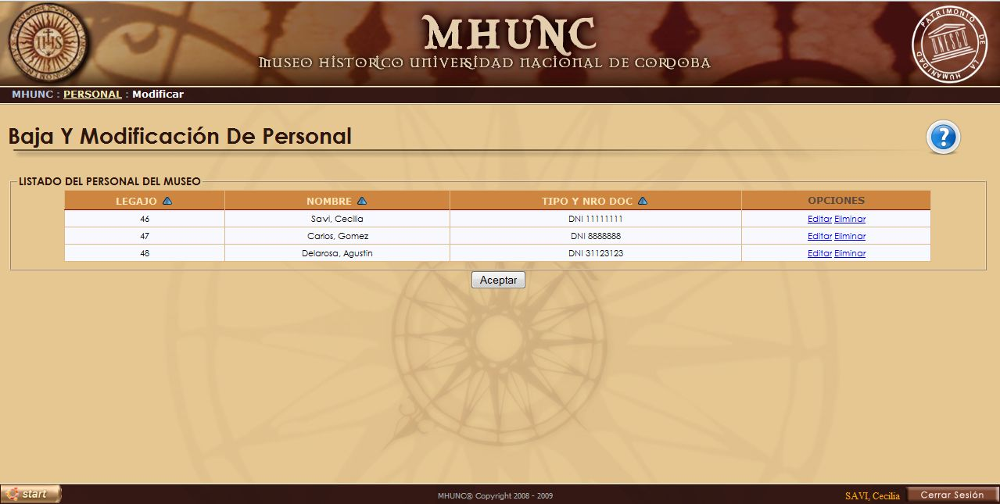 IHS
MHUNC
MUSEO HISTORICO UNIVERSIDAD NACIONAL DE CORDOBA
PATRIMONIO DE LA HUMANIDAD
UNESCO
MHUNC : PERSONAL : Modificar
Baja Y Modificación De Personal
?
LISTADO DEL PERSONAL DEL MUSEO
LEGAJO NOMBRE TIPO Y NRO DOC OPCIONES
46 Savi, Cecilia DNI 11111111 Editar Eliminar
47 Carlos, Gomez DNI 8888888 Editar Eliminar
48 Delarosa, Agustin DNI 31123123 Editar Eliminar
Aceptar
start MHUNC® Copyright 2008 - 2009 SAVI, Cecilia Cerrar Sesión